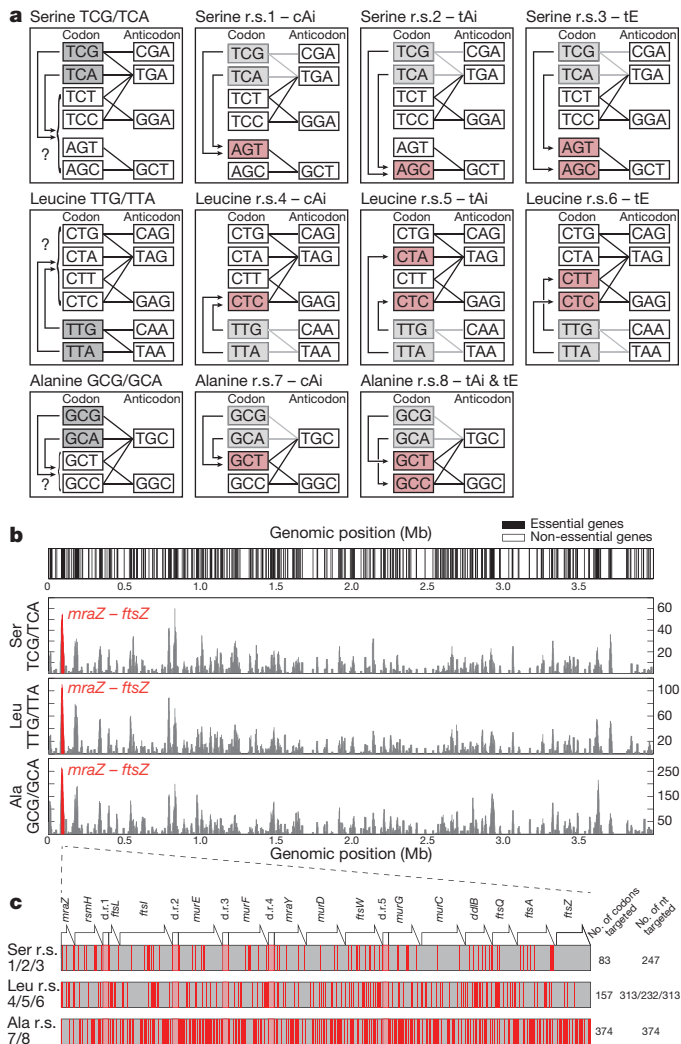 a
Serine TCG/TCA
Codon Anticodon
TCG CGA
TCA TGA
TCT
TCC GGA
?
AGT
AGC GCT
Serine r.s.1 – cAi
Codon Anticodon
TCG CGA
TCA TGA
TCT
TCC GGA
AGT
AGC GCT
Serine r.s.2 – tAi
Codon Anticodon
TCG CGA
TCA TGA
TCT
TCC GGA
AGT
AGC GCT
Serine r.s.3 – tE
Codon Anticodon
TCG CGA
TCA TGA
TCT
TCC GGA
AGT
AGC GCT
Leucine TTG/TTA
Codon Anticodon
?
CTG CAG
CTA TAG
CTT
CTC GAG
TTG CAA
TTA TAA
Leucine r.s.4 – cAi
Codon Anticodon
CTG CAG
CTA TAG
CTT
CTC GAG
TTG CAA
TTA TAA
Leucine r.s.5 – tAi
Codon Anticodon
CTG CAG
CTA TAG
CTT
CTC GAG
TTG CAA
TTA TAA
Leucine r.s.6 – tE
Codon Anticodon
CTG CAG
CTA TAG
CTT
CTC GAG
TTG CAA
TTA TAA
Alanine GCG/GCA
Codon Anticodon
GCG
GCA TGC
GCT
?
GCC GGC
Alanine r.s.7 – cAi
Codon Anticodon
GCG
GCA TGC
GCT
GCC GGC
Alanine r.s.8 – tAi & tE
Codon Anticodon
GCG
GCA TGC
GCT
GCC GGC
b
Genomic position (Mb)
Essential genes
Non-essential genes
0 0.5 1.0 1.5 2.0 2.5 3.0 3.5
Ser
TCG/TCA
mraZ – ftsZ
60
40
20
Leu
TTG/TTA
mraZ – ftsZ
100
60
20
Ala
GCG/GCA
mraZ – ftsZ
250
150
50
0 0.5 1.0 1.5 2.0 2.5 3.0 3.5
Genomic position (Mb)
c
mraZ rsmH d.r.1 ftsL ftsI d.r.2 murE d.r.3 murF d.r.4 mraY murD ftsW d.r.5 murG murC ddlB ftsQ ftsA ftsZ
No. of codons targeted
No. of nt targeted
Ser r.s.
1/2/3
83 247
Leu r.s.
4/5/6
157 313/232/313
Ala r.s.
7/8
374 374